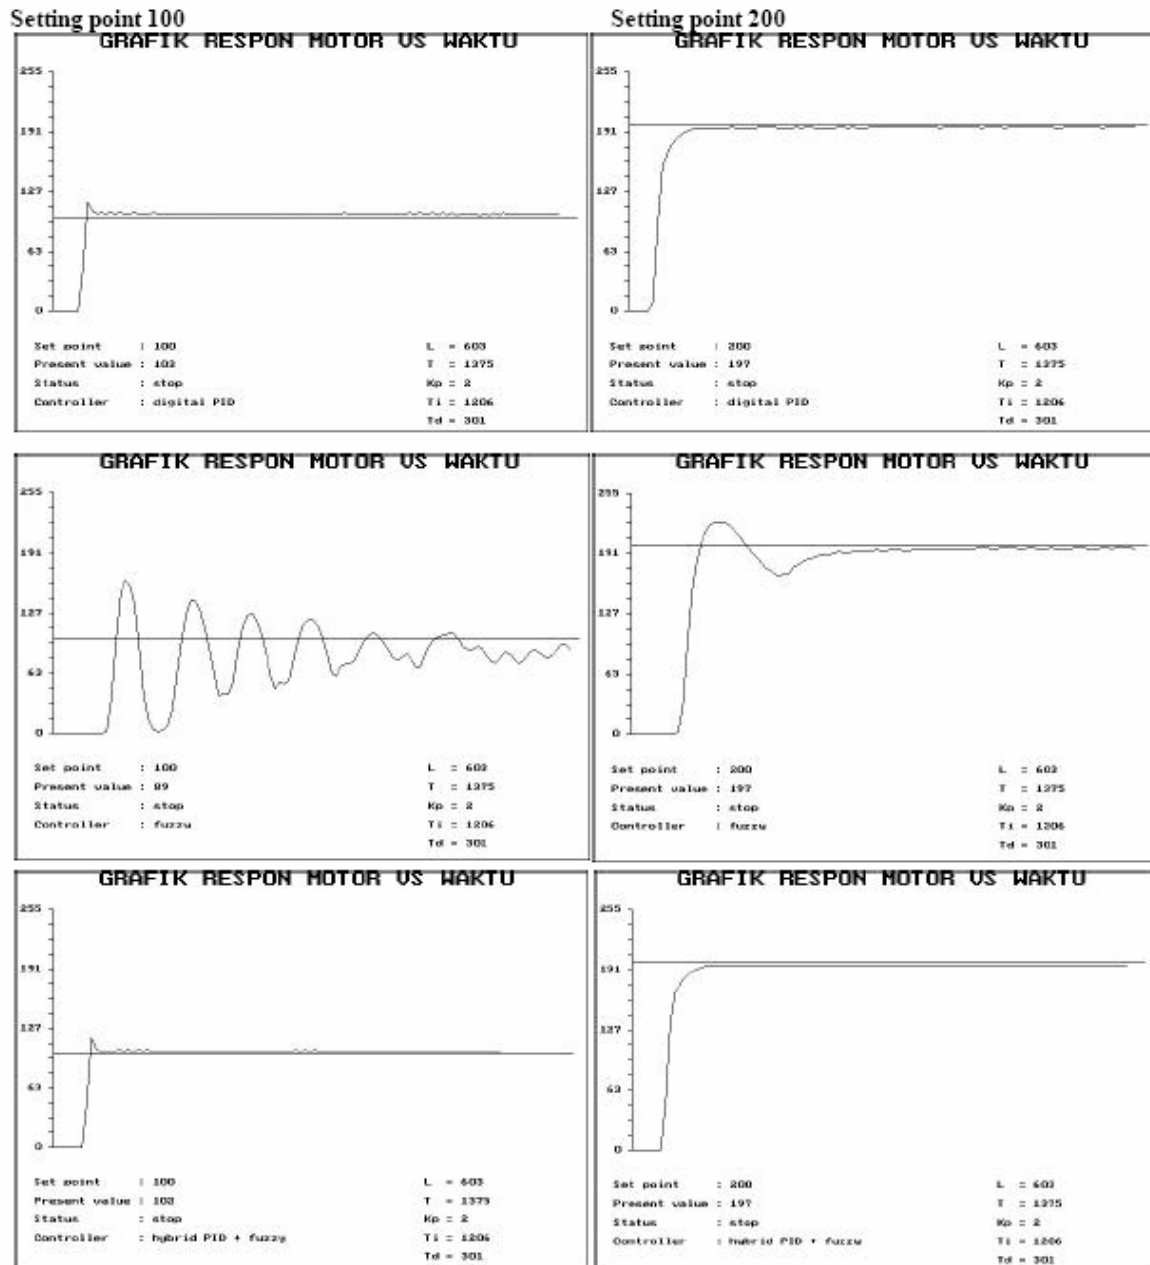 Setting point 100
Setting point 200
GRAFIK RESPON MOTOR VS WAKTU
255
191
127
63
0
Set point : 100
Present value : 103
Status : stop
Controller : digital PID
L = 603
T = 1375
Kp = 2
Ti = 1206
Td = 301
GRAFIK RESPON MOTOR VS WAKTU
255
191
127
63
0
Set point : 200
Present value : 197
Status : stop
Controller : digital PID
L = 603
T = 1375
Kp = 2
Ti = 1206
Td = 301
GRAFIK RESPON MOTOR VS WAKTU
255
191
127
63
0
Set point : 100
Present value : 89
Status : stop
Controller : fuzzy
L = 603
T = 1375
Kp = 2
Ti = 1206
Td = 301
GRAFIK RESPON MOTOR VS WAKTU
255
191
127
63
0
Set point : 200
Present value : 197
Status : stop
Controller : fuzzy
L = 603
T = 1375
Kp = 2
Ti = 1206
Td = 301
GRAFIK RESPON MOTOR VS WAKTU
255
191
127
63
0
Set point : 100
Present value : 102
Status : stop
Controller : hybrid PID + fuzzy
L = 603
T = 1375
Kp = 2
Ti = 1206
Td = 301
GRAFIK RESPON MOTOR VS WAKTU
255
191
127
63
0
Set point : 200
Present value : 197
Status : stop
Controller : hybrid PID + fuzzy
L = 603
T = 1375
Kp = 2
Ti = 1206
Td = 301